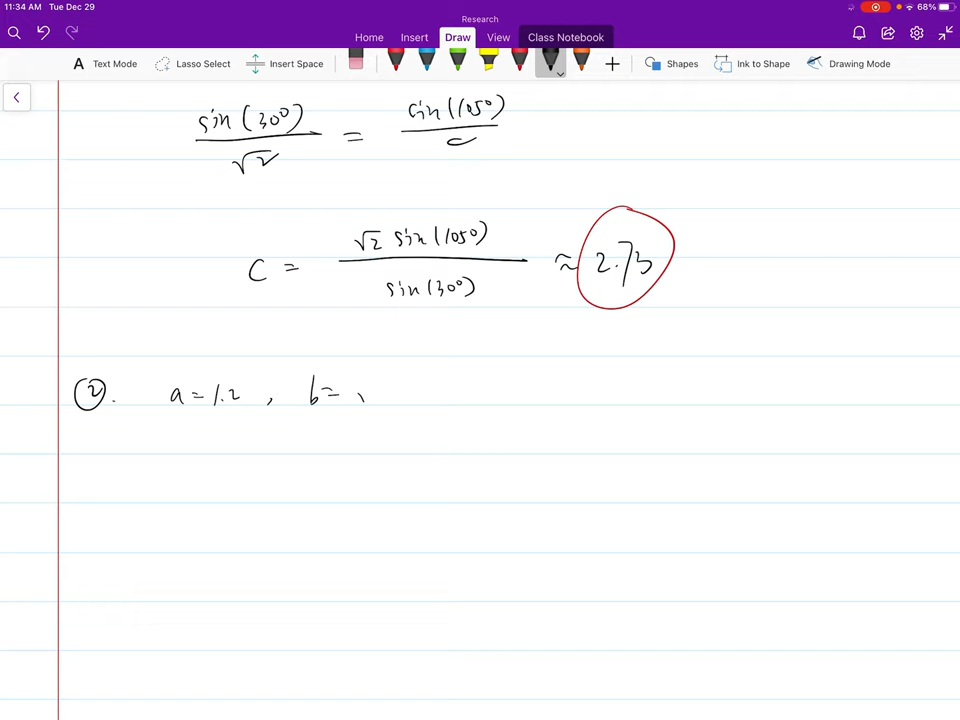 11:34 AM Tue Dec 29
68%
Research
Home Insert Draw View Class Notebook
Text Mode Lasso Select Insert Space Shapes Ink to Shape Drawing Mode
sin(30°)/√2 = sin(105°)/c
c = √2 sin(105°)/sin(30°) ≈ 2.73
②. a = 1.2 , b =